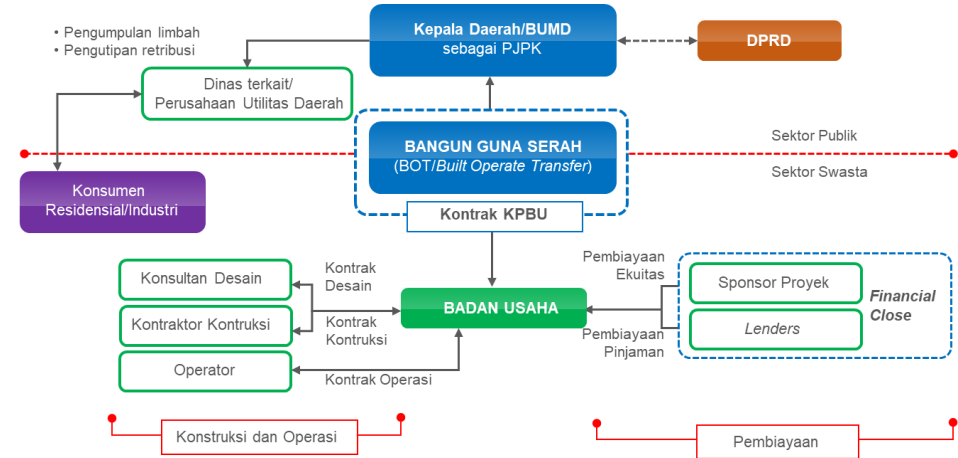 • Pengumpulan limbah
• Pengutipan retribusi
Kepala Daerah/BUMD
sebagai PJPK
DPRD
Dinas terkait/
Perusahaan Utilitas Daerah
BANGUN GUNA SERAH
(BOT/Built Operate Transfer)
Sektor Publik
Sektor Swasta
Konsumen
Residensial/Industri
Kontrak KPBU
Konsultan Desain
Kontrak
Desain
Kontraktor Kontruksi
Kontrak
Kontruksi
Operator
Kontrak Operasi
BADAN USAHA
Pembiayaan
Ekuitas
Pembiayaan
Pinjaman
Sponsor Proyek
Lenders
Financial
Close
Konstruksi dan Operasi
Pembiayaan